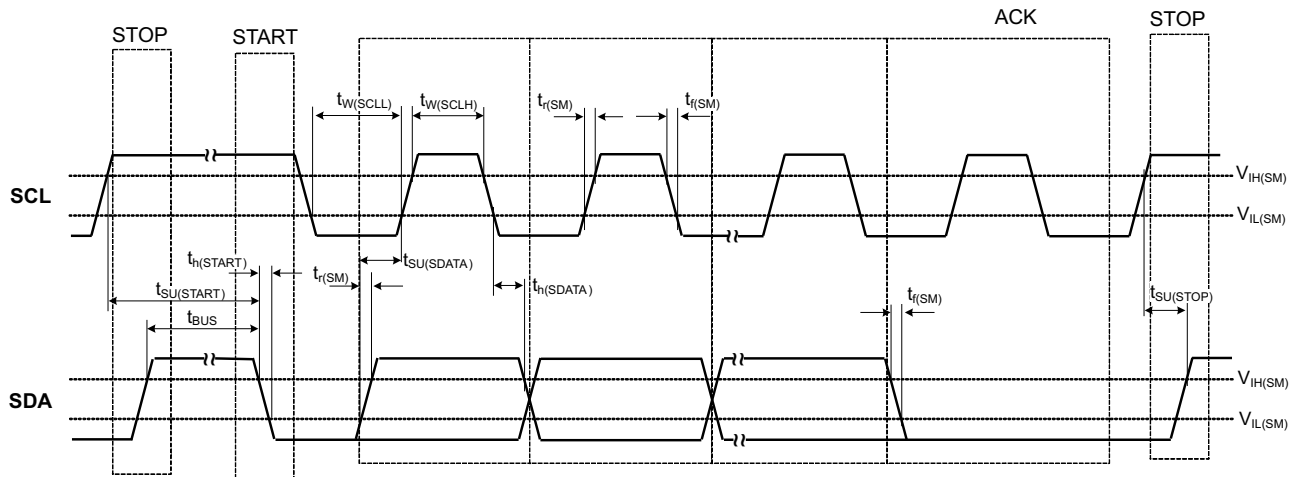 STOP START ACK STOP
tW(SCLL) tW(SCLH) tr(SM) tf(SM)
SCL
VIH(SM)
VIL(SM)
th(START) tr(SM) tSU(SDATA)
tSU(START) th(SDATA) tf(SM) tSU(STOP)
tBUS
SDA
VIH(SM)
VIL(SM)